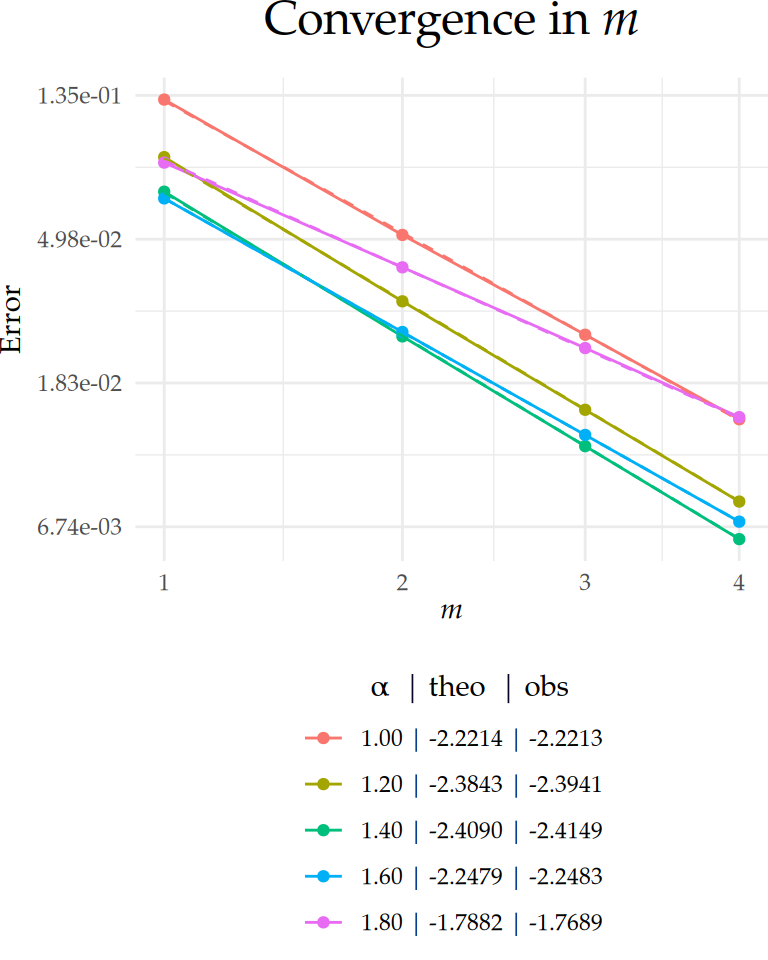 Convergence in m
1.35e-01
4.98e-02
1.83e-02
6.74e-03
Error
1 2 3 4
m
α | theo | obs
1.00 | -2.2214 | -2.2213
1.20 | -2.3843 | -2.3941
1.40 | -2.4090 | -2.4149
1.60 | -2.2479 | -2.2483
1.80 | -1.7882 | -1.7689